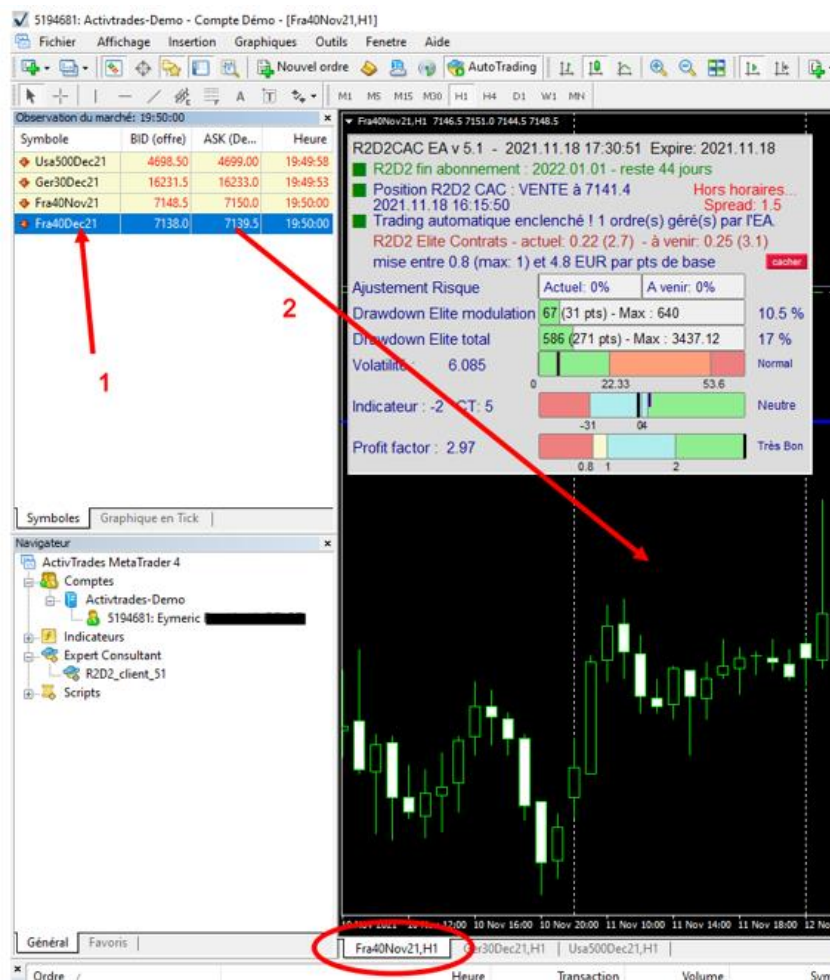 5194681: Activtrades-Demo - Compte Démo - [Fra40Nov21,H1]
Fichier Affichage Insertion Graphiques Outils Fenetre Aide
Nouvel ordre AutoTrading
A T M1 M5 M15 M30 H1 H4 D1 W1 MN
Observation du marché: 19:50:00
Symbole BID (offre) ASK (De... Heure
Usa500Dec21 4698.50 4699.00 19:49:58
Ger30Dec21 16231.5 16233.0 19:49:53
Fra40Nov21 7148.5 7150.0 19:50:00
Fra40Dec21 7138.0 7139.5 19:50:00
1
2
Symboles Graphique en Tick
Navigateur
ActivTrades MetaTrader 4
Comptes
Activtrades-Demo
5194681: Eymeric
Indicateurs
Expert Consultant
R2D2_client_51
Scripts
Général Favoris
Fra40Nov21,H1 7146.5 7151.0 7144.5 7148.5
R2D2CAC EA v 5.1 - 2021.11.18 17:30:51 Expire: 2021.11.18
R2D2 fin abonnement : 2022.01.01 - reste 44 jours
Position R2D2 CAC : VENTE à 7141.4 Hors horaires...
2021.11.18 16:15:50 Spread: 1.5
Trading automatique enclenché ! 1 ordre(s) géré(s) par l'EA.
R2D2 Elite Contrats - actuel: 0.22 (2.7) - à venir: 0.25 (3.1)
mise entre 0.8 (max: 1) et 4.8 EUR par pts de base cacher
Ajustement Risque Actuel: 0% A venir: 0%
Drawdown Elite modulation 67 (31 pts) - Max : 640 10.5 %
Drawdown Elite total 586 (271 pts) - Max : 3437.12 17 %
Volatilité : 6.085 Normal
0 22.33 53.6
Indicateur : -2 CT: 5 Neutre
-31 04
Profit factor : 2.97 Très Bon
0.8 1 2
10 Nov 2021 10 Nov 12:00 10 Nov 16:00 10 Nov 20:00 11 Nov 10:00 11 Nov 14:00 11 Nov 18:00 12 No
Fra40Nov21,H1 Ger30Dec21,H1 Usa500Dec21,H1
Ordre Heure Transaction Volume Sym